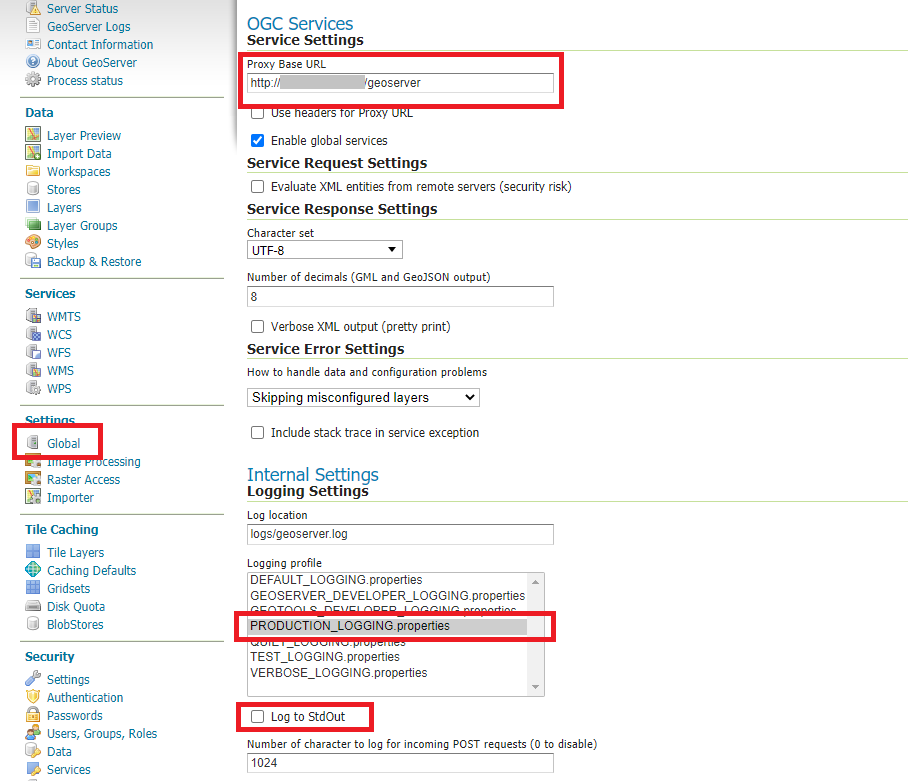 Server Status
GeoServer Logs
Contact Information
About GeoServer
Process status
Data
Layer Preview
Import Data
Workspaces
Stores
Layers
Layer Groups
Styles
Backup & Restore
Services
WMTS
WCS
WFS
WMS
WPS
Settings
Global
Image Processing
Raster Access
Importer
Tile Caching
Tile Layers
Caching Defaults
Gridsets
Disk Quota
BlobStores
Security
Settings
Authentication
Passwords
Users, Groups, Roles
Data
Services
OGC Services
Service Settings
Proxy Base URL
http:// /geoserver
Use headers for Proxy URL
Enable global services
Service Request Settings
Evaluate XML entities from remote servers (security risk)
Service Response Settings
Character set
UTF-8
Number of decimals (GML and GeoJSON output)
8
Verbose XML output (pretty print)
Service Error Settings
How to handle data and configuration problems
Skipping misconfigured layers
Include stack trace in service exception
Internal Settings
Logging Settings
Log location
logs/geoserver.log
Logging profile
DEFAULT_LOGGING.properties
GEOSERVER_DEVELOPER_LOGGING.properties
GEOTOOLS_DEVELOPER_LOGGING.properties
PRODUCTION_LOGGING.properties
QUIET_LOGGING.properties
TEST_LOGGING.properties
VERBOSE_LOGGING.properties
Log to StdOut
Number of character to log for incoming POST requests (0 to disable)
1024